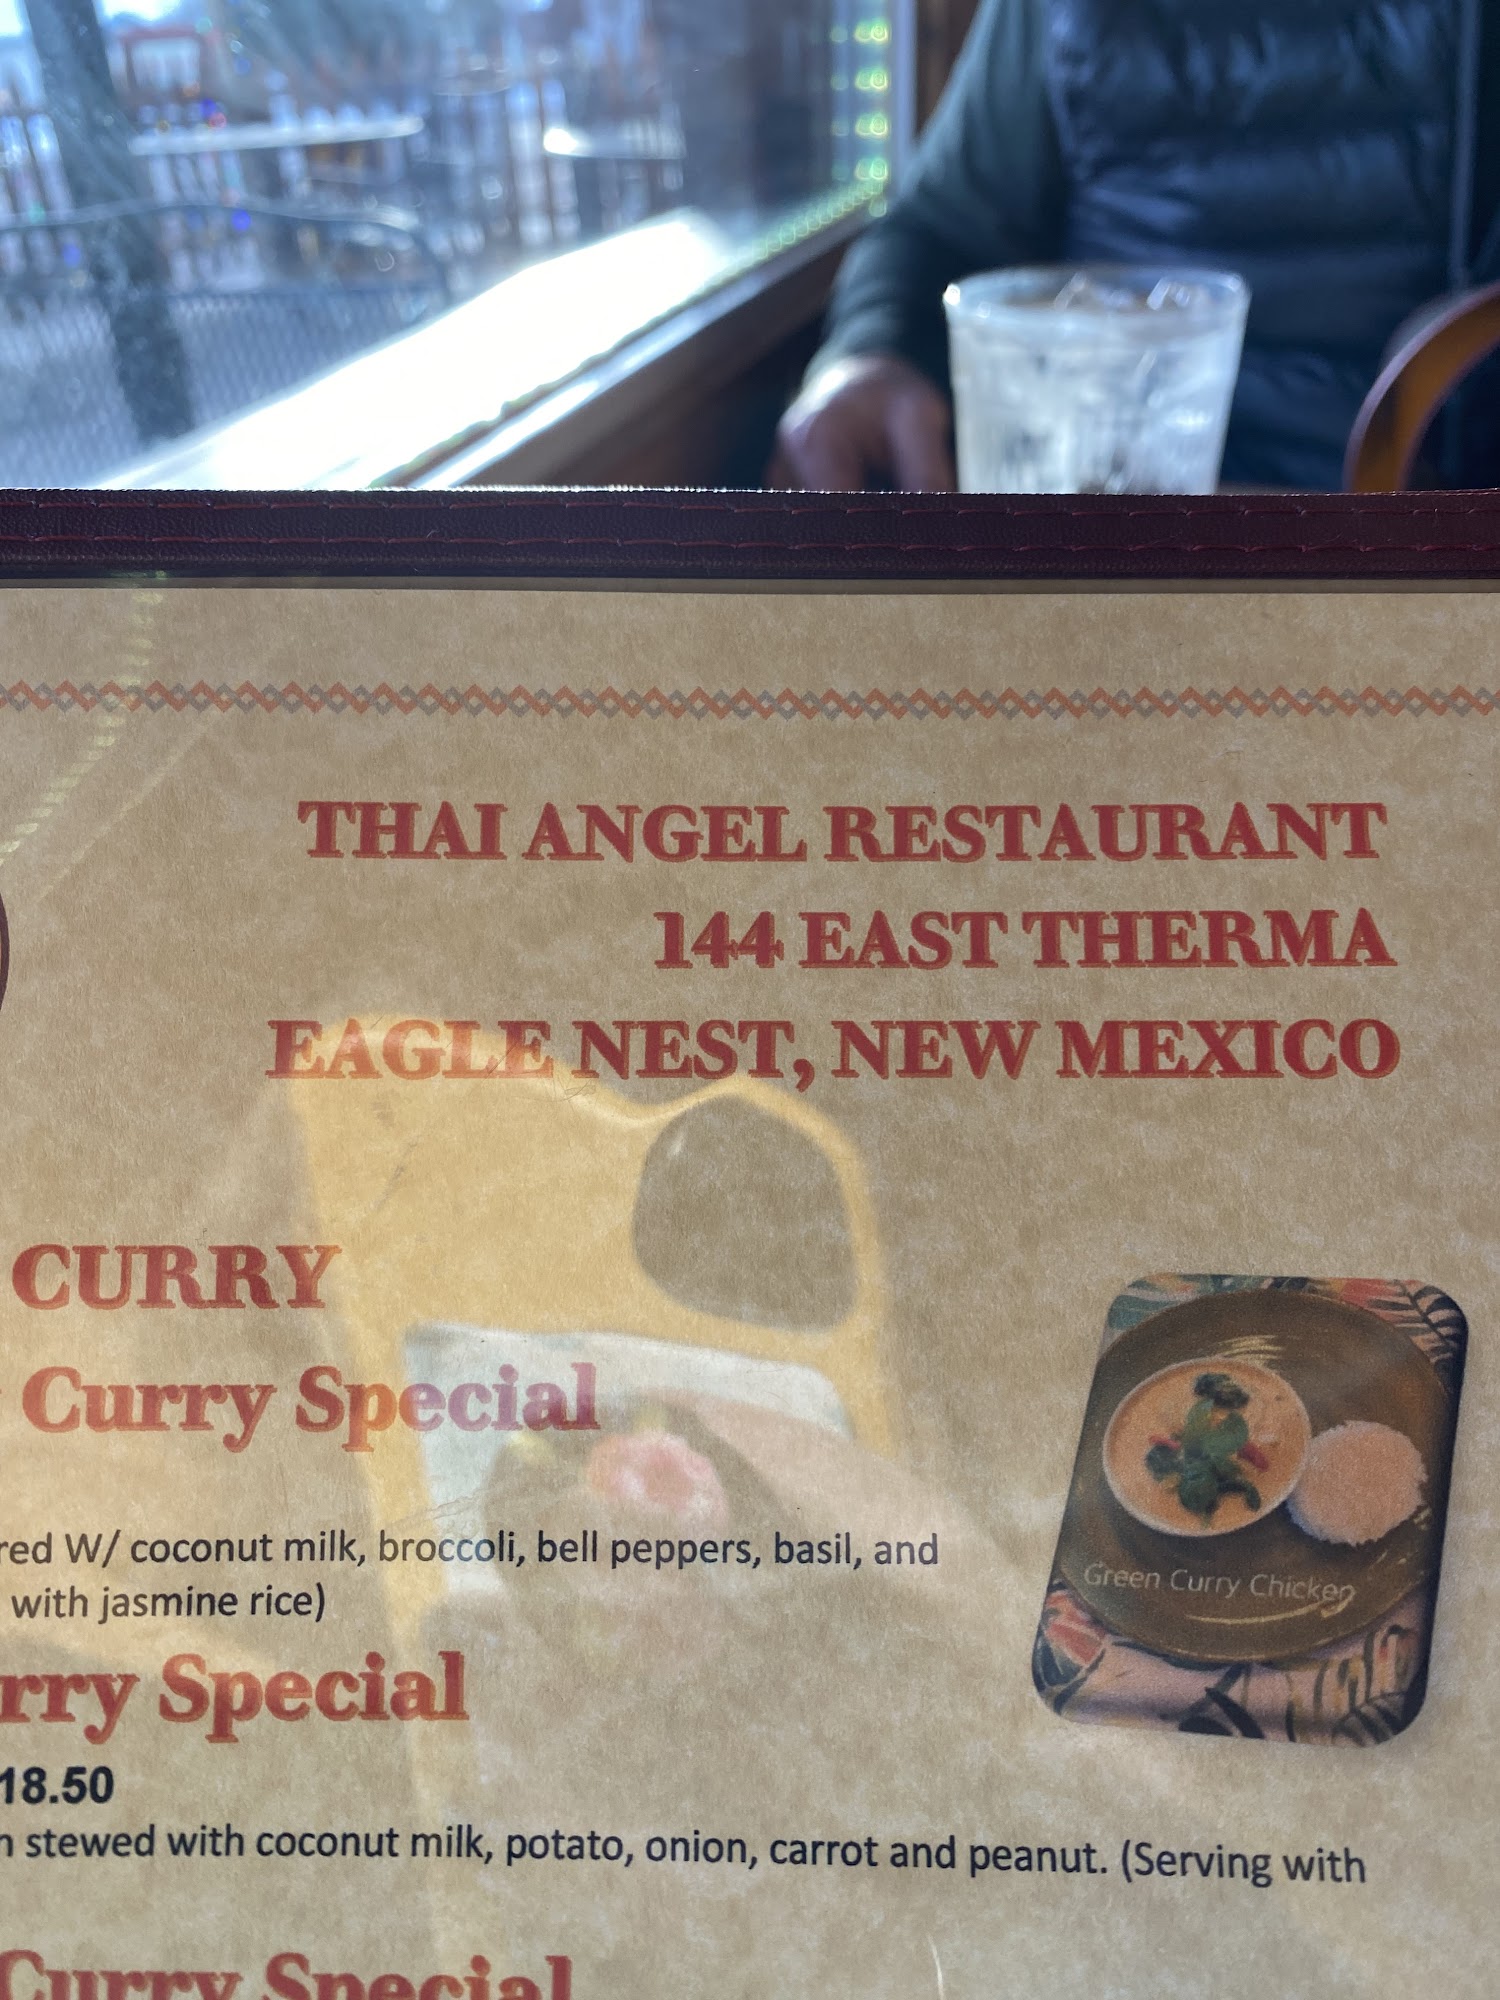 THAI ANGEL RESTAURANT
144 EAST THERMA
EAGLE NEST, NEW MEXICO
CURRY
Curry Special
red W/ coconut milk, broccoli, bell peppers, basil, and
with jasmine rice)
Green Curry Chicken
rry Special
18.50
stewed with coconut milk, potato, onion, carrot and peanut. (Serving with
Curry Special